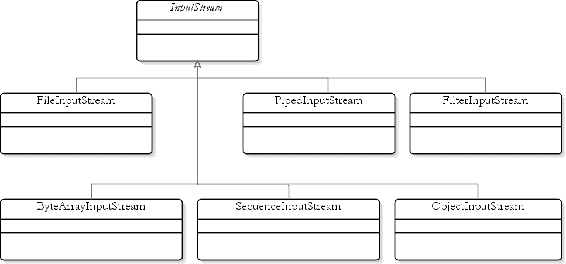 InputStream
FileInputStream
PipedInputStream
FilterInputStream
ByteArrayInputStream
SequenceInputStream
ObjectInputStream